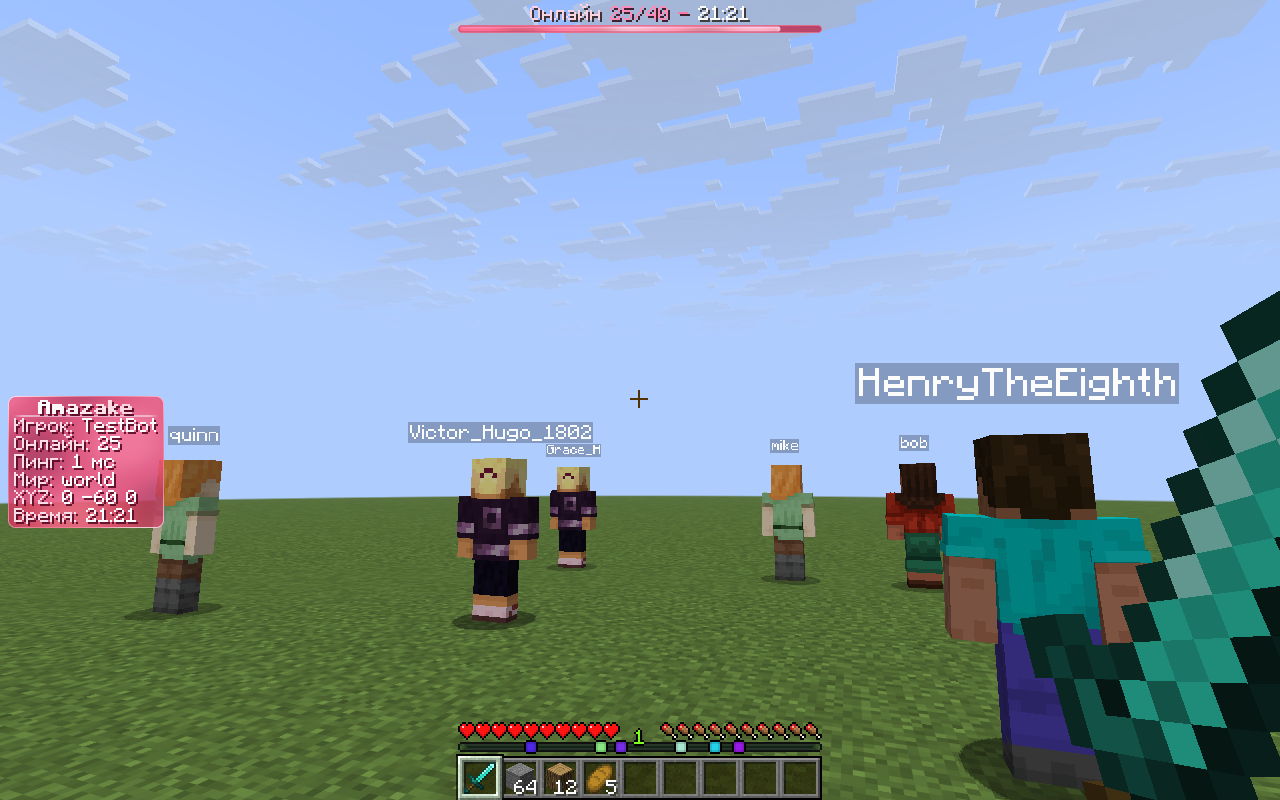 Онлайн 25/40 - 21:21
HenryTheEighth
Amazake
Игрок: TestBot
Онлайн: 25
Пинг: 1 мс
Мир: world
XYZ: 0 -60 0
Время: 21:21
quinn
Victor_Hugo_1802
Grace_H
mike
bob
1
64
12
5